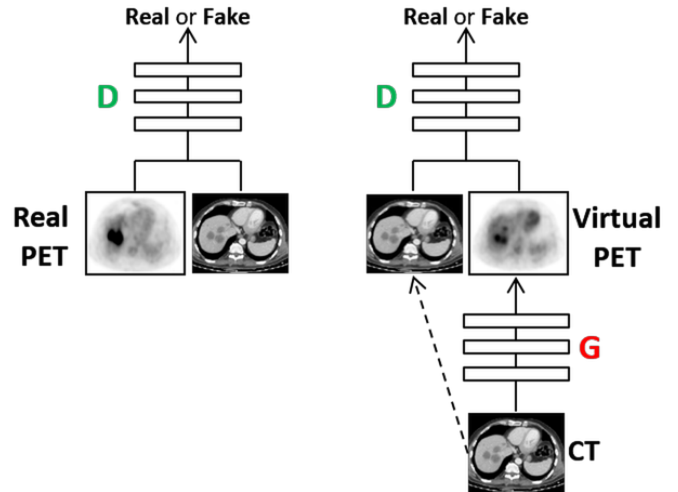 Real or Fake
Real or Fake
D
D
Real
PET
Virtual
PET
G
CT